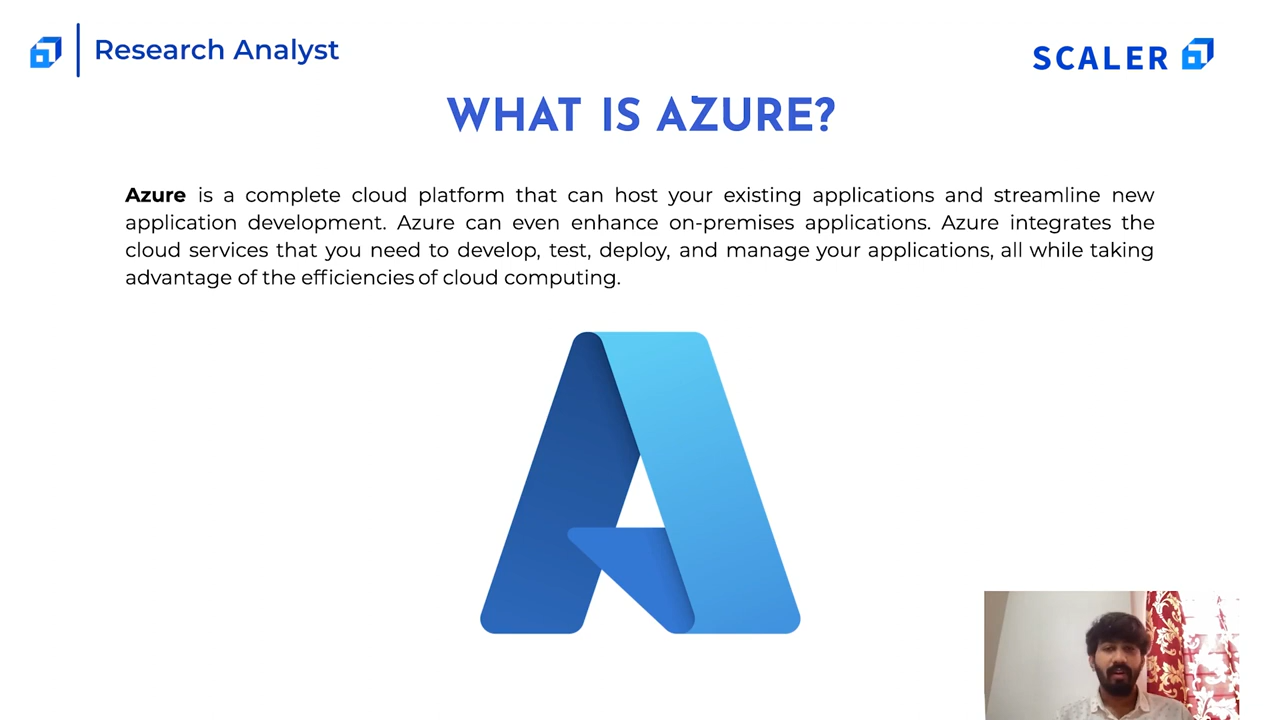 Research Analyst
SCALER
WHAT IS AZURE?
Azure is a complete cloud platform that can host your existing applications and streamline new
application development. Azure can even enhance on-premises applications. Azure integrates the
cloud services that you need to develop, test, deploy, and manage your applications, all while taking
advantage of the efficiencies of cloud computing.